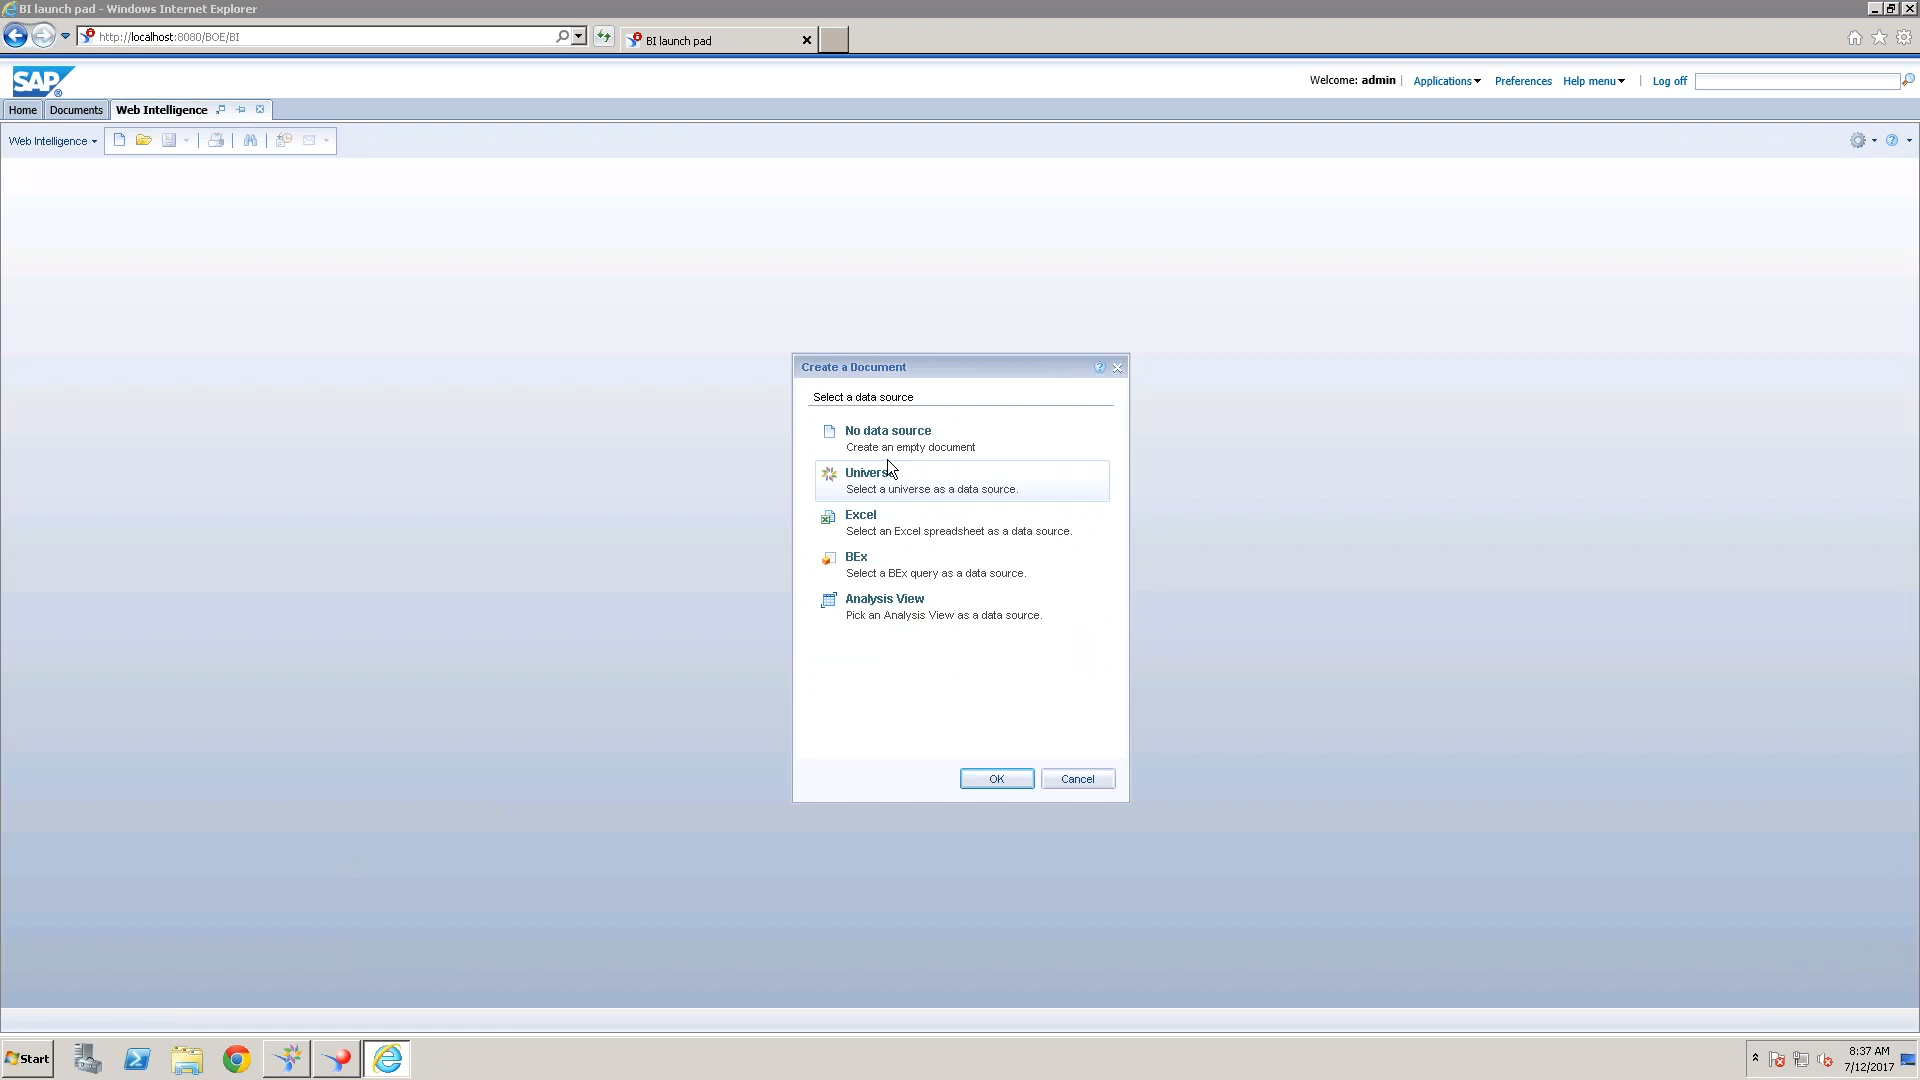 BI launch pad - Windows Internet Explorer
http://localhost:8080/BOE/BI
BI launch pad
SAP
Welcome: admin
Applications
Preferences
Help menu
Log off
Home
Documents
Web Intelligence
Web Intelligence
Create a Document
Select a data source
No data source
Create an empty document
Universe
Select a universe as a data source.
Excel
Select an Excel spreadsheet as a data source.
BEx
Select a BEx query as a data source.
Analysis View
Pick an Analysis View as a data source.
OK
Cancel
Start
8:37 AM
7/12/2017